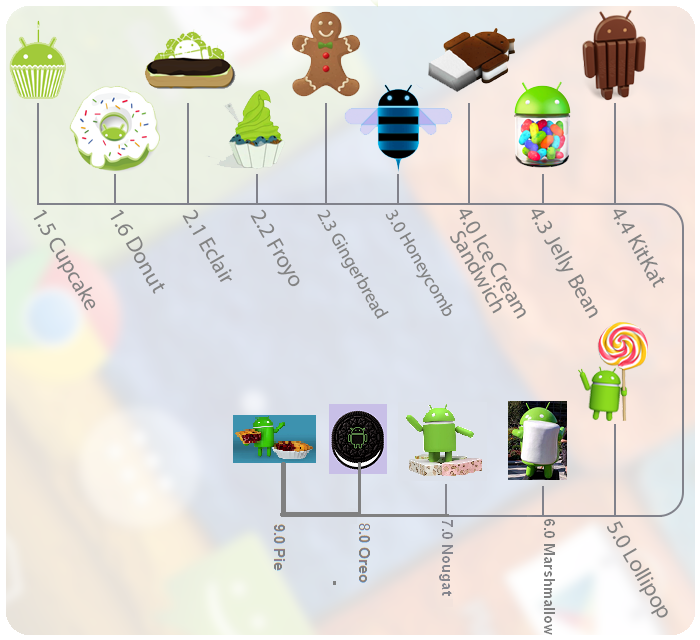 1.5 Cupcake
1.6 Donut
2.1 Eclair
2.2 Froyo
2.3 Gingerbread
3.0 Honeycomb
4.0 Ice Cream
Sandwich
4.3 Jelly Bean
4.4 KitKat
5.0 Lollipop
6.0 Marshmallow
7.0 Nougat
8.0 Oreo
9.0 Pie